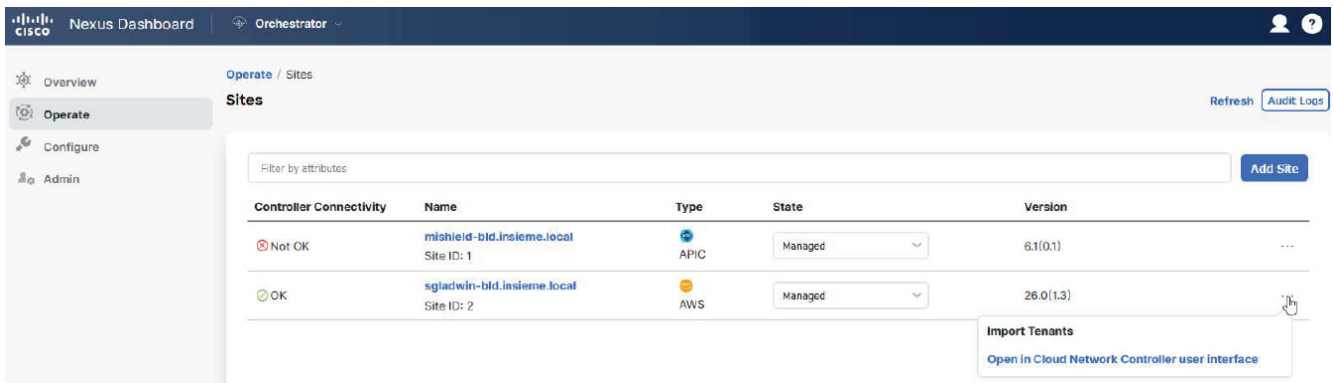 CISCO Nexus Dashboard Orchestrator
Overview
Operate
Configure
Admin
Operate / Sites
Sites
Refresh Audit Logs
Filter by attributes
Add Site
Controller Connectivity Name Type State Version
Not OK mishield-bld.insieme.local APIC Managed 6.1(0.1) ...
Site ID: 1
OK sgladwin-bld.insieme.local AWS Managed 26.0(1.3) ...
Site ID: 2
Import Tenants
Open in Cloud Network Controller user interface